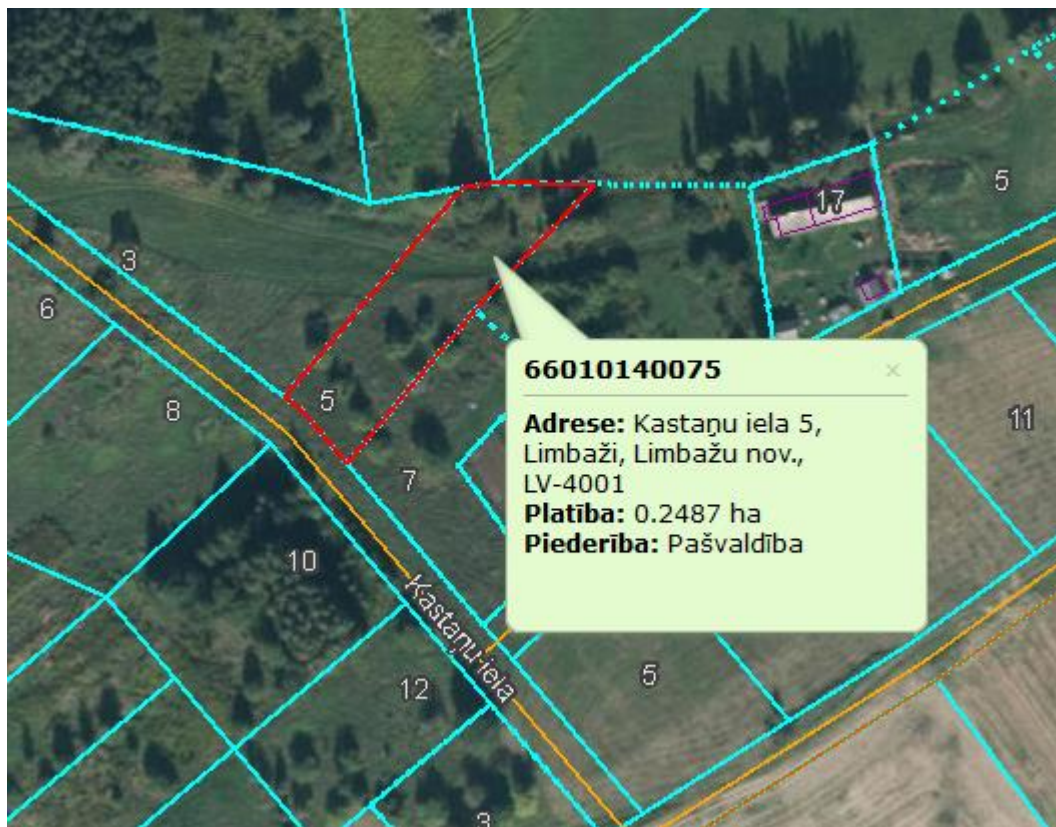 17
5
3
6
66010140075
×
Adrese: Kastaņu iela 5,
Limbaži, Limbažu nov.,
LV-4001
Platība: 0.2487 ha
Piederība: Pašvaldība
5
8
11
7
10
Kastaņu iela
12
5
3